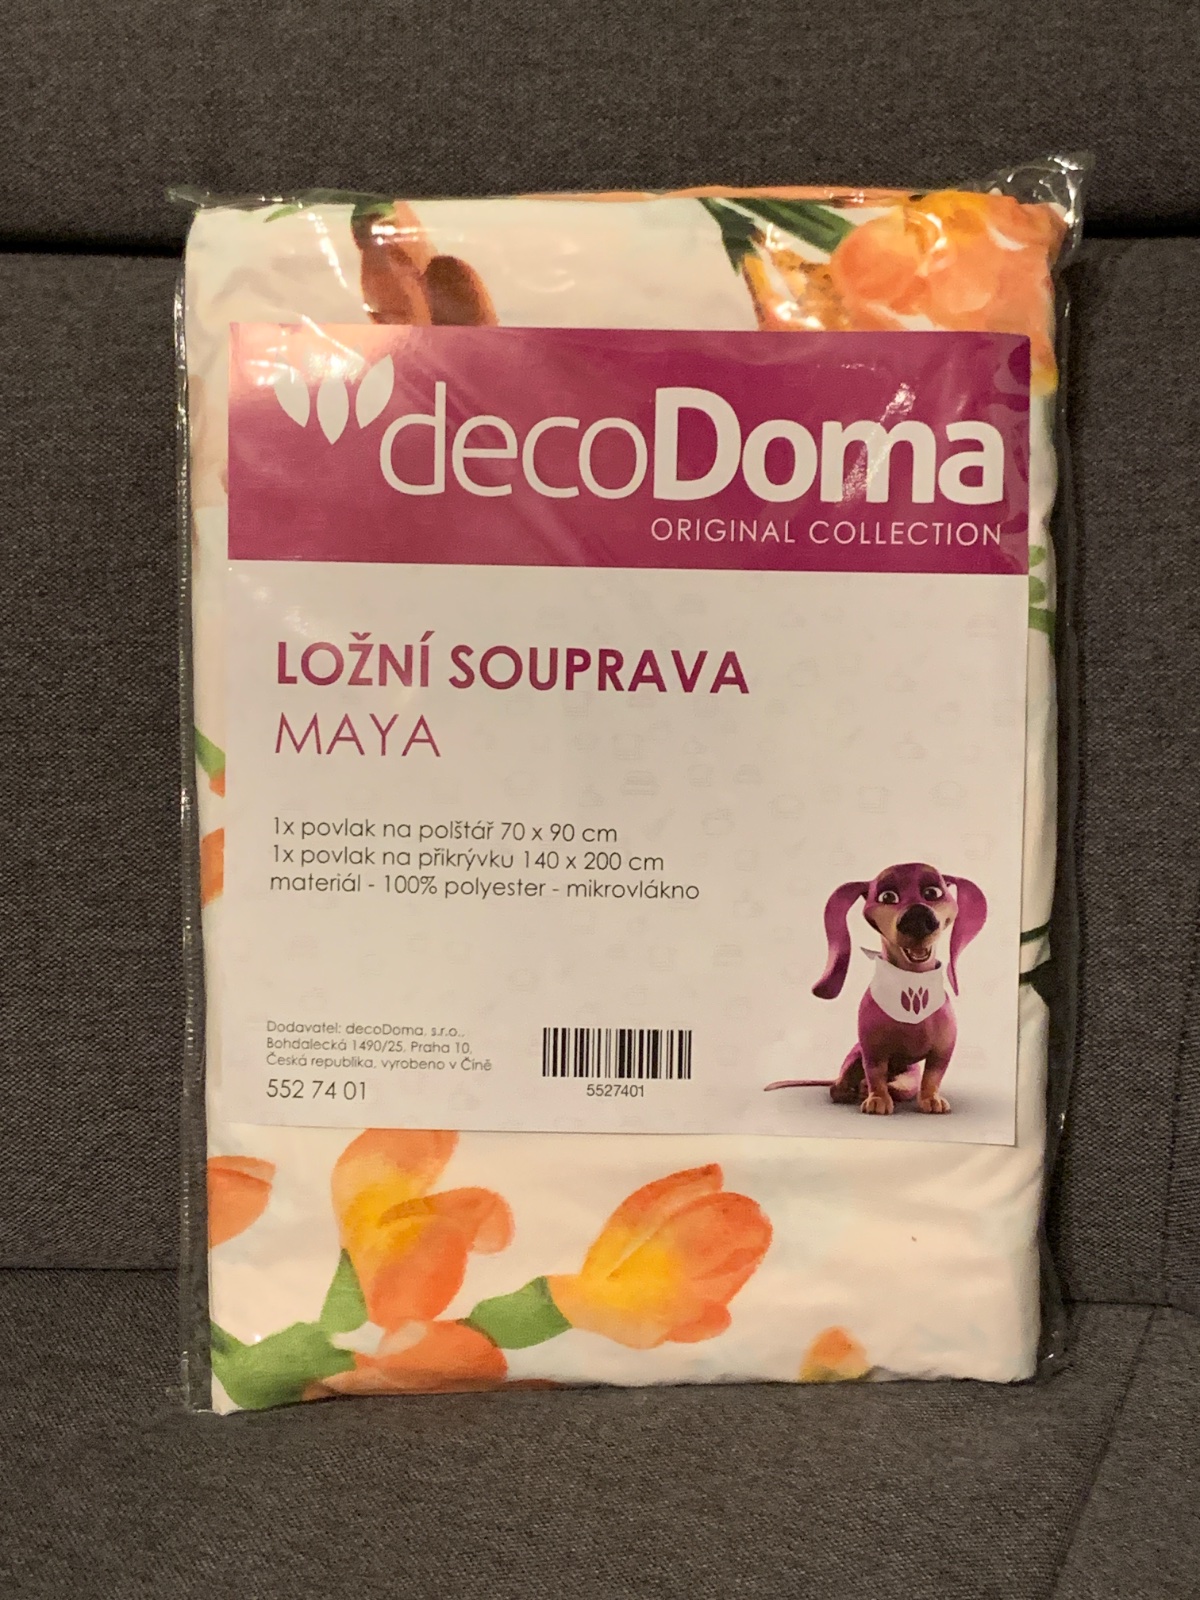 decoDoma
ORIGINAL COLLECTION
LOŽNÍ SOUPRAVA
MAYA
1x povlak na polštář 70 x 90 cm
1x povlak na přikrývku 140 x 200 cm
materiál - 100% polyester - mikrovlákno
Dodavatel: decoDoma, s.r.o.,
Bohdalecká 1490/25, Praha 10,
Česká republika, vyrobeno v Číně
552 74 01
5527401